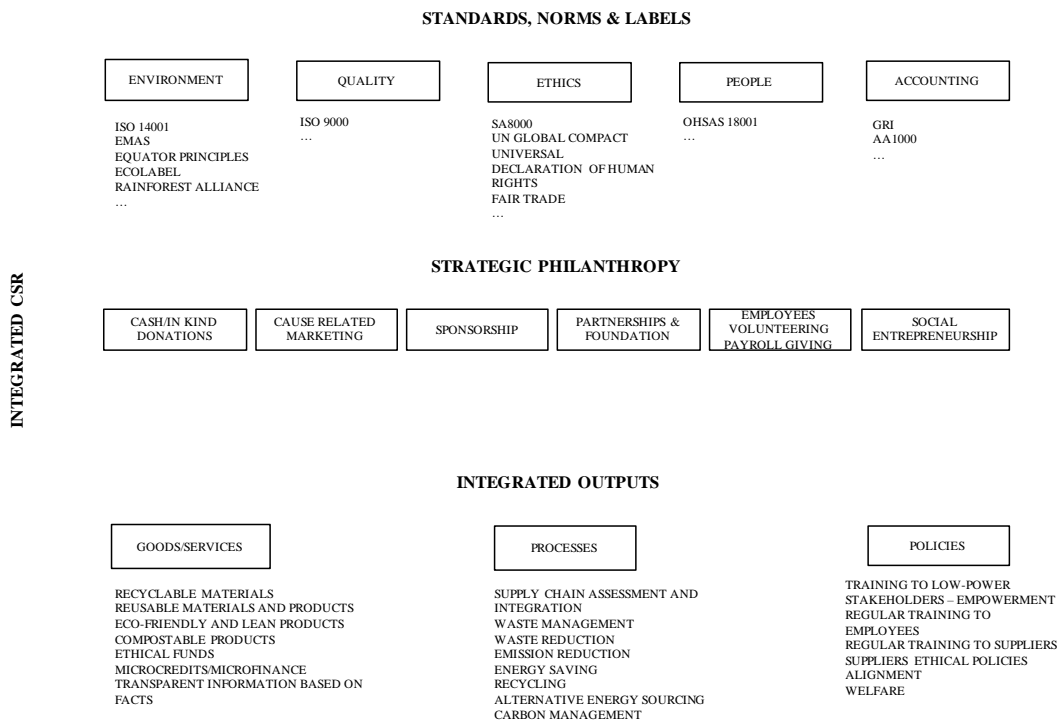 STANDARDS, NORMS & LABELS
ENVIRONMENT
QUALITY
ETHICS
PEOPLE
ACCOUNTING
ISO 14001
EMAS
EQUATOR PRINCIPLES
ECOLABEL
RAINFOREST ALLIANCE
…
ISO 9000
…
SA8000
UN GLOBAL COMPACT
UNIVERSAL
DECLARATION OF HUMAN
RIGHTS
FAIR TRADE
…
OHSAS 18001
…
GRI
AA1000
…
INTEGRATED CSR
STRATEGIC PHILANTHROPY
CASH/IN KIND
DONATIONS
CAUSE RELATED
MARKETING
SPONSORSHIP
PARTNERSHIPS &
FOUNDATION
EMPLOYEES
VOLUNTEERING
PAYROLL GIVING
SOCIAL
ENTREPRENEURSHIP
INTEGRATED OUTPUTS
GOODS/SERVICES
PROCESSES
POLICIES
RECYCLABLE MATERIALS
REUSABLE MATERIALS AND PRODUCTS
ECO-FRIENDLY AND LEAN PRODUCTS
COMPOSTABLE PRODUCTS
ETHICAL FUNDS
MICROCREDITS/MICROFINANCE
TRANSPARENT INFORMATION BASED ON
FACTS
SUPPLY CHAIN ASSESSMENT AND
INTEGRATION
WASTE MANAGEMENT
WASTE REDUCTION
EMISSION REDUCTION
ENERGY SAVING
RECYCLING
ALTERNATIVE ENERGY SOURCING
CARBON MANAGEMENT
TRAINING TO LOW-POWER
STAKEHOLDERS – EMPOWERMENT
REGULAR TRAINING TO
EMPLOYEES
REGULAR TRAINING TO SUPPLIERS
SUPPLIERS ETHICAL POLICIES
ALIGNMENT
WELFARE